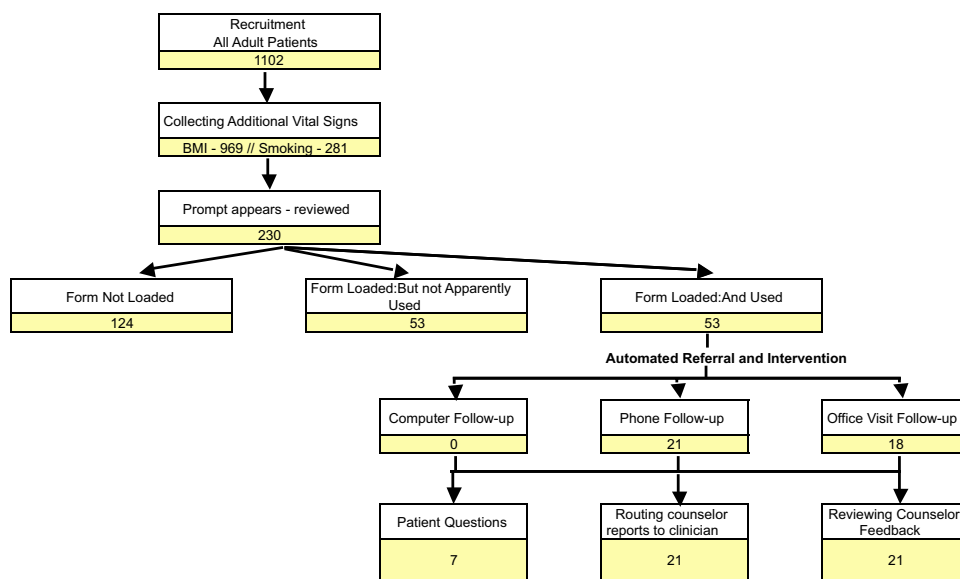 Recruitment
All Adult Patients
1102
Collecting Additional Vital Signs
BMI - 969 // Smoking - 281
Prompt appears - reviewed
230
Form Not Loaded
124
Form Loaded:But not Apparently
Used
53
Form Loaded:And Used
53
Automated Referral and Intervention
Computer Follow-up
0
Phone Follow-up
21
Office Visit Follow-up
18
Patient Questions
7
Routing counselor
reports to clinician
21
Reviewing Counselor
Feedback
21